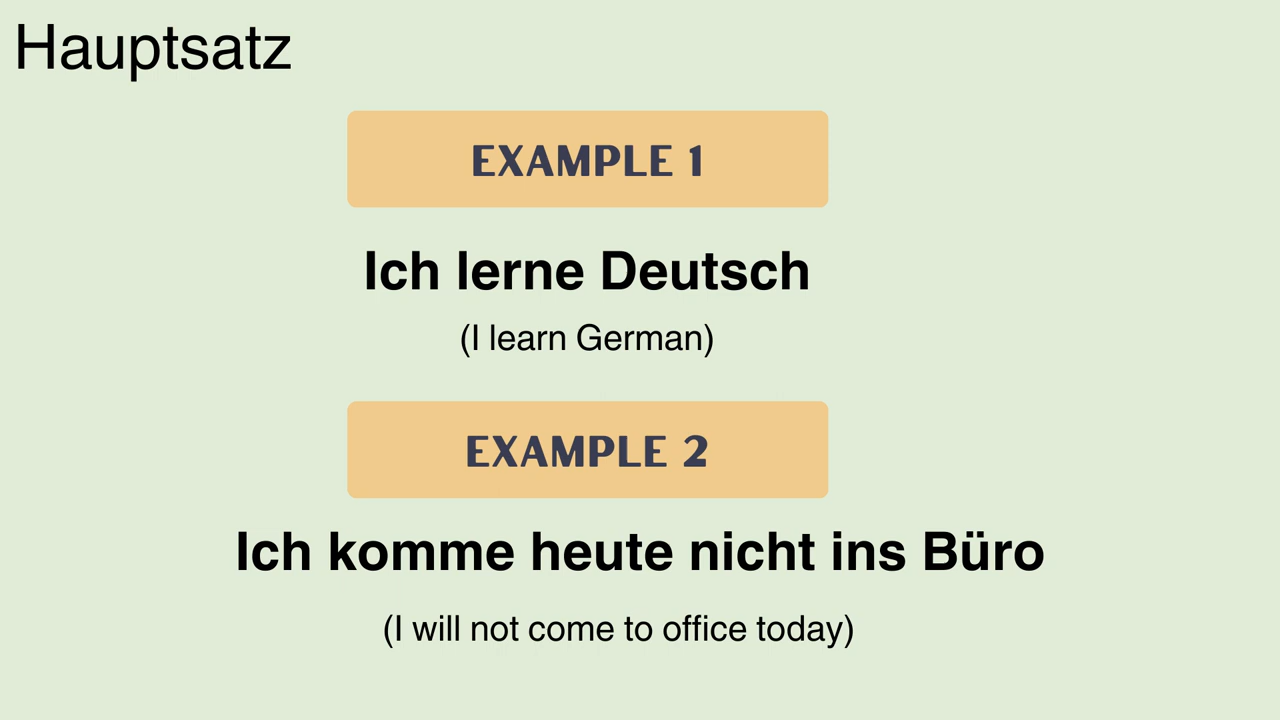 Hauptsatz
EXAMPLE 1
Ich lerne Deutsch
(I learn German)
EXAMPLE 2
Ich komme heute nicht ins Büro
(I will not come to office today)